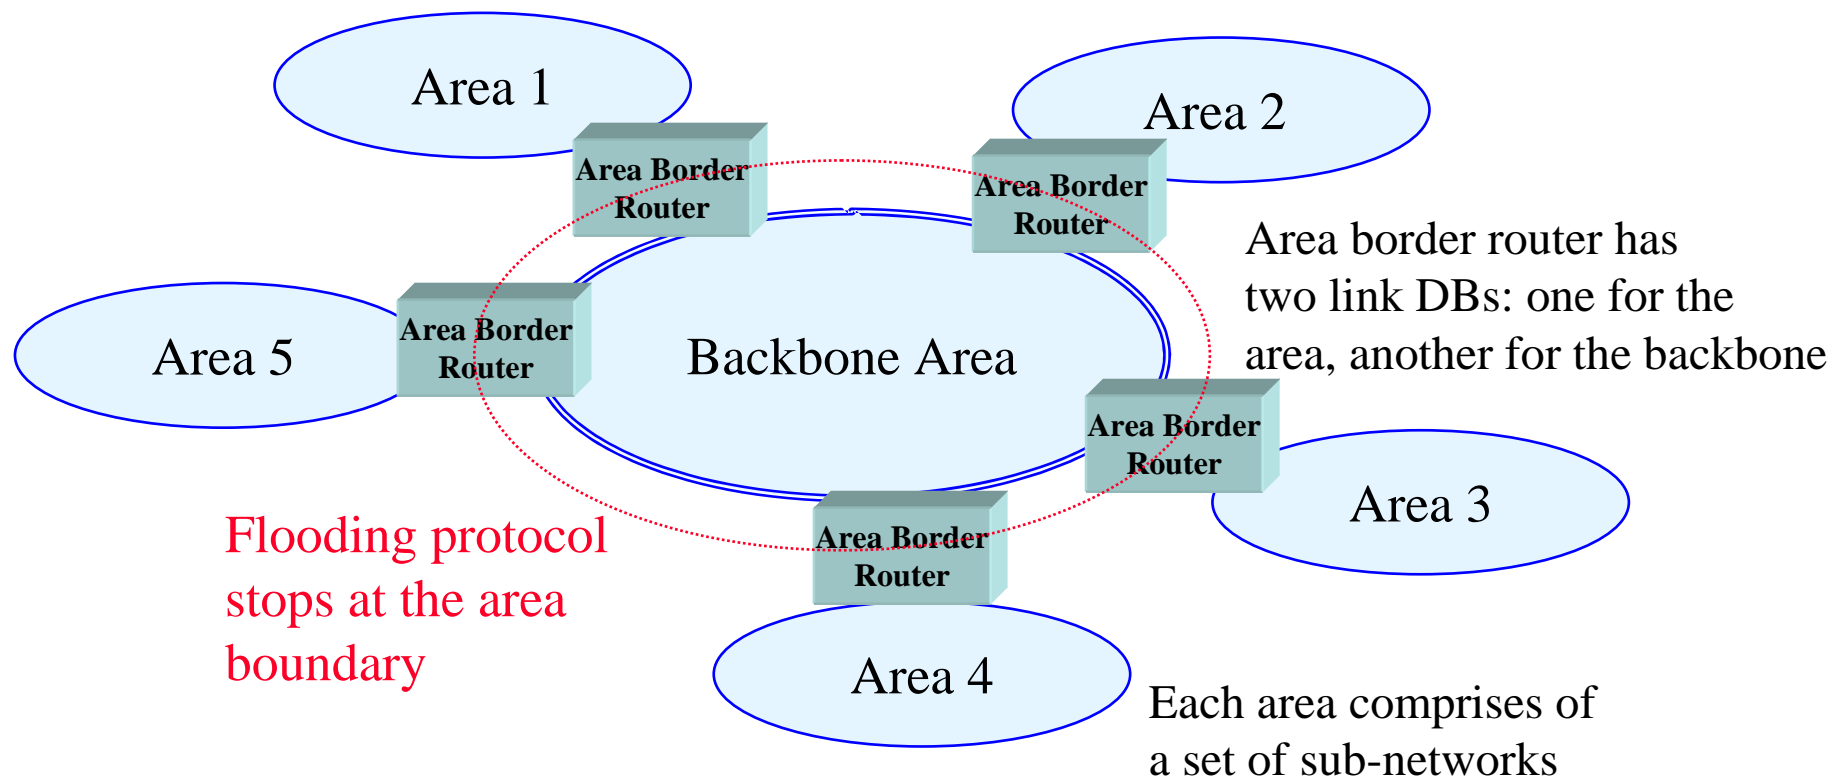 Area 1
Area 2
Area Border
Router
Area Border
Router
Area border router has
two link DBs: one for the
area, another for the backbone
Area 5
Area Border
Router
Backbone Area
Area Border
Router
Area 3
Flooding protocol
stops at the area
boundary
Area Border
Router
Area 4
Each area comprises of
a set of sub-networks